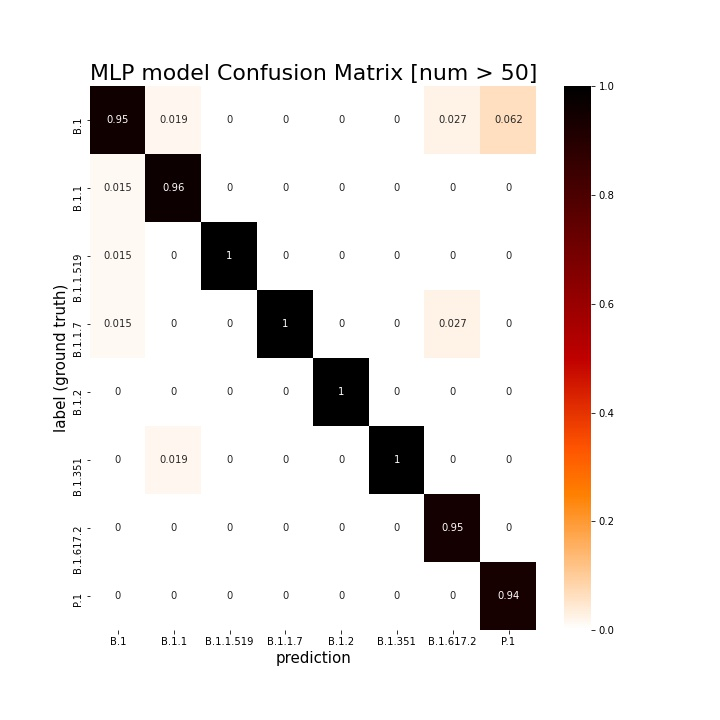 MLP model Confusion Matrix [num > 50]
label (ground truth)
B.1 0.95 0.019 0 0 0 0 0.027 0.062
B.1.1 0.015 0.96 0 0 0 0 0 0
B.1.1.519 0.015 0 1 0 0 0 0 0
B.1.1.7 0.015 0 0 1 0 0 0.027 0
B.1.2 0 0 0 0 1 0 0 0
B.1.351 0 0.019 0 0 0 1 0 0
B.1.617.2 0 0 0 0 0 0 0.95 0
P.1 0 0 0 0 0 0 0 0.94
B.1 B.1.1 B.1.1.519 B.1.1.7 B.1.2 B.1.351 B.1.617.2 P.1
prediction
1.0
0.8
0.6
0.4
0.2
0.0